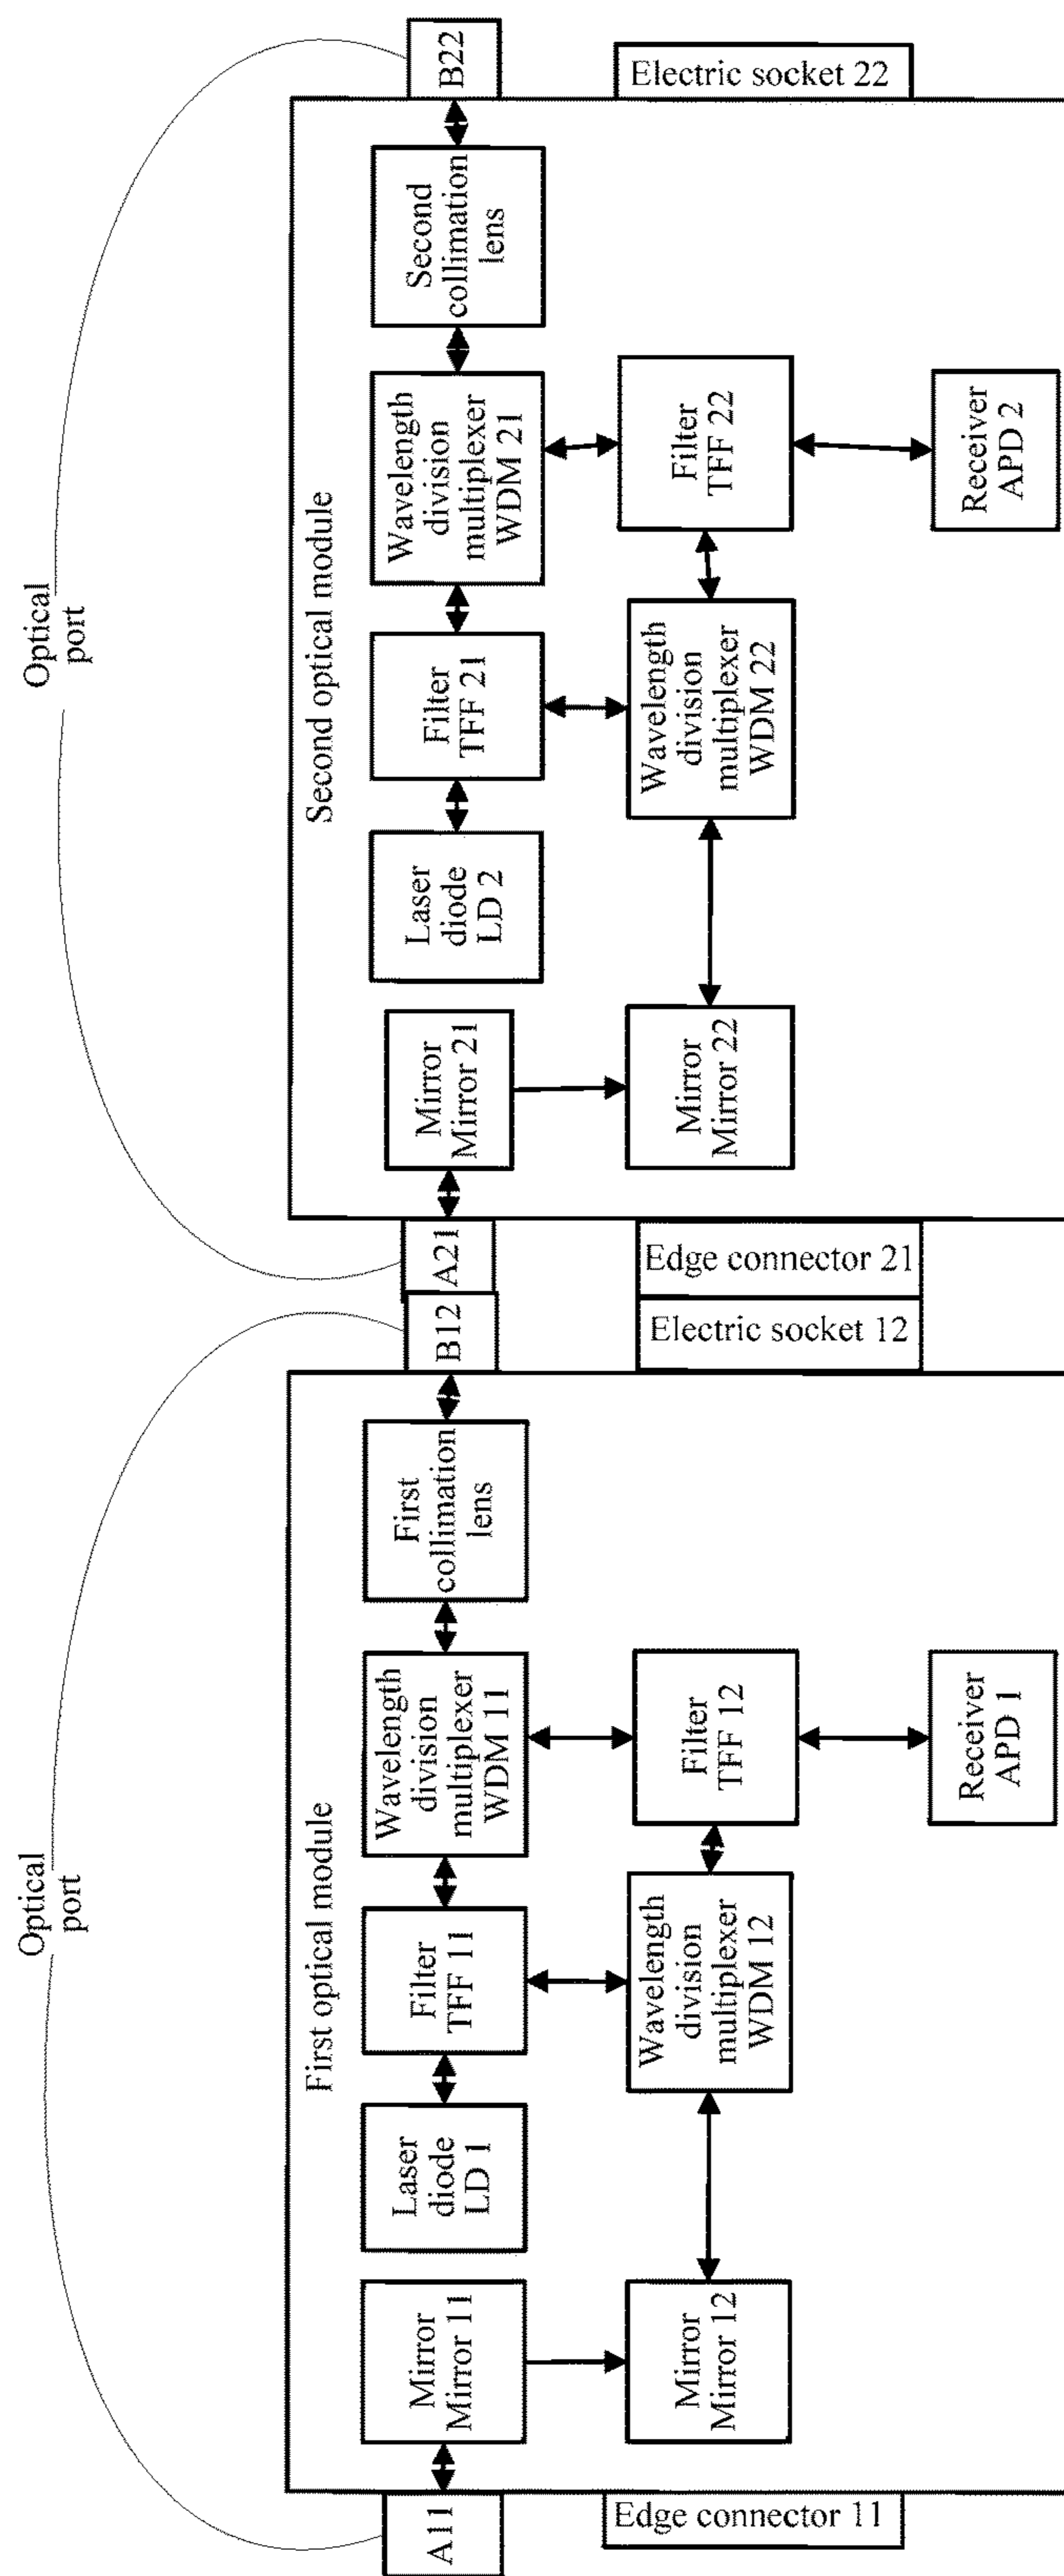 Optical
port
B22
Electric socket 22
Second optical module
Second
collimation
lens
Wavelength
division
multiplexer
WDM 21
Filter
TFF 22
Receiver
APD 2
Filter
TFF 21
Wavelength
division
multiplexer
WDM 22
Laser
diode
LD 2
Mirror
Mirror 21
Mirror
Mirror 22
A21
Edge connector 21
Optical
port
B12
Electric socket 12
First optical module
First
collimation
lens
Wavelength
division
multiplexer
WDM 11
Filter
TFF 12
Receiver
APD 1
Filter
TFF 11
Wavelength
division
multiplexer
WDM 12
Laser
diode
LD 1
Mirror
Mirror 11
Mirror
Mirror 12
A11
Edge connector 11